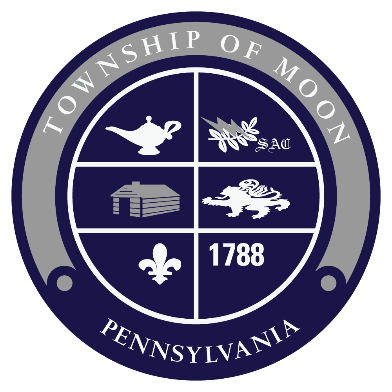 TOWNSHIP OF MOON
SAC
1788
PENNSYLVANIA